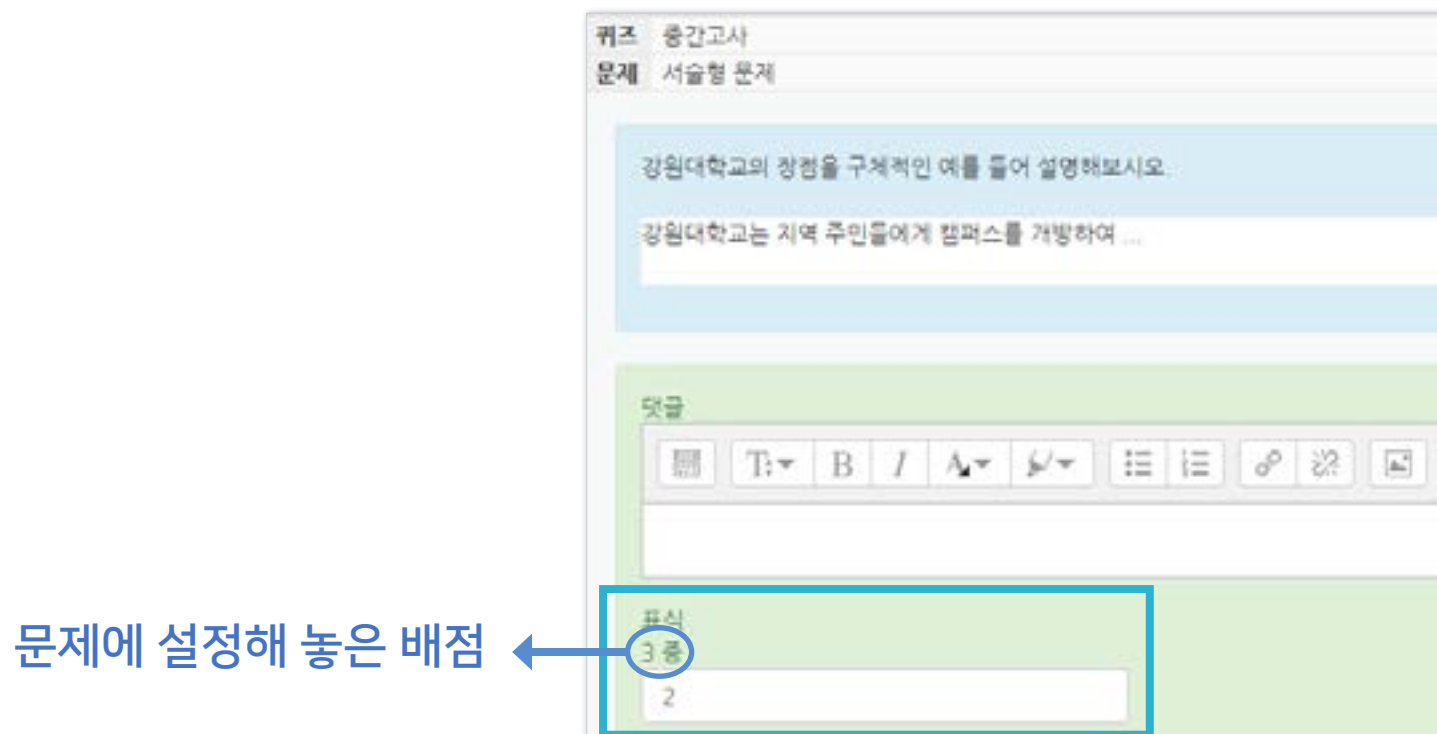 퀴즈 중간고사
문제 서술형 문제
강원대학교의 장점을 구체적인 예를 들어 설명해보시오.
강원대학교는 지역 주민들에게 캠퍼스를 개방하여 ...
댓글
표식
문제에 설정해 놓은 배점
3 중
2